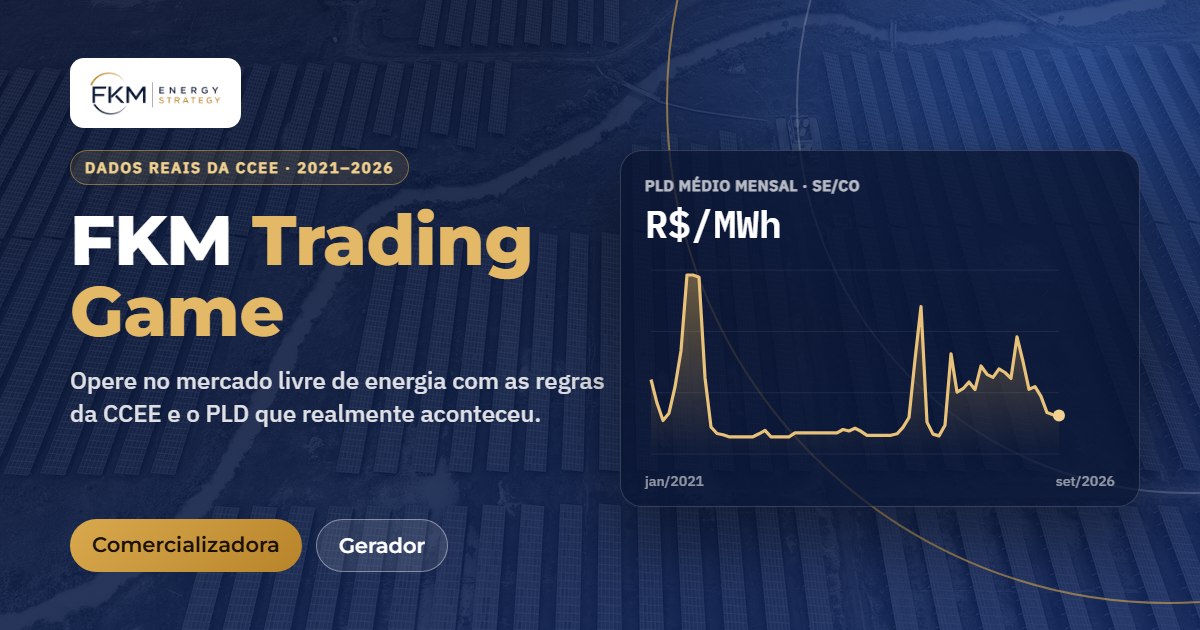 FKM ENERGY
STRATEGY
DADOS REAIS DA CCEE · 2021–2026
FKM Trading
Game
Opere no mercado livre de energia com as regras
da CCEE e o PLD que realmente aconteceu.
Comercializadora
Gerador
PLD MÉDIO MENSAL · SE/CO
R$/MWh
jan/2021
set/2026